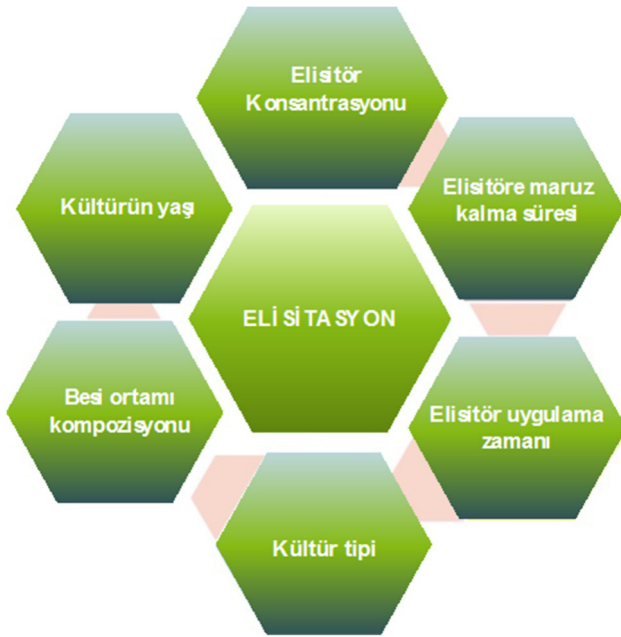 Elisitör
Konsantrasyonu
Elisitöre maruz
kalma süresi
Kültürün yaşı
ELİSİTASYON
Besi ortamı
kompozisyonu
Elisitör uygulama
zamanı
Kültür tipi